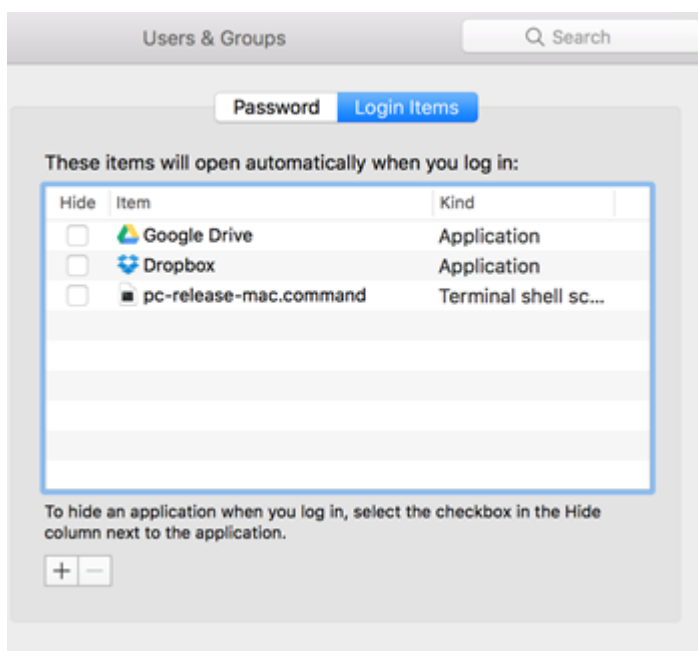 Users & Groups
Search
Password Login Items
These items will open automatically when you log in:
Hide Item Kind
Google Drive Application
Dropbox Application
pc-release-mac.command Terminal shell sc...
To hide an application when you log in, select the checkbox in the Hide
column next to the application.
+ −